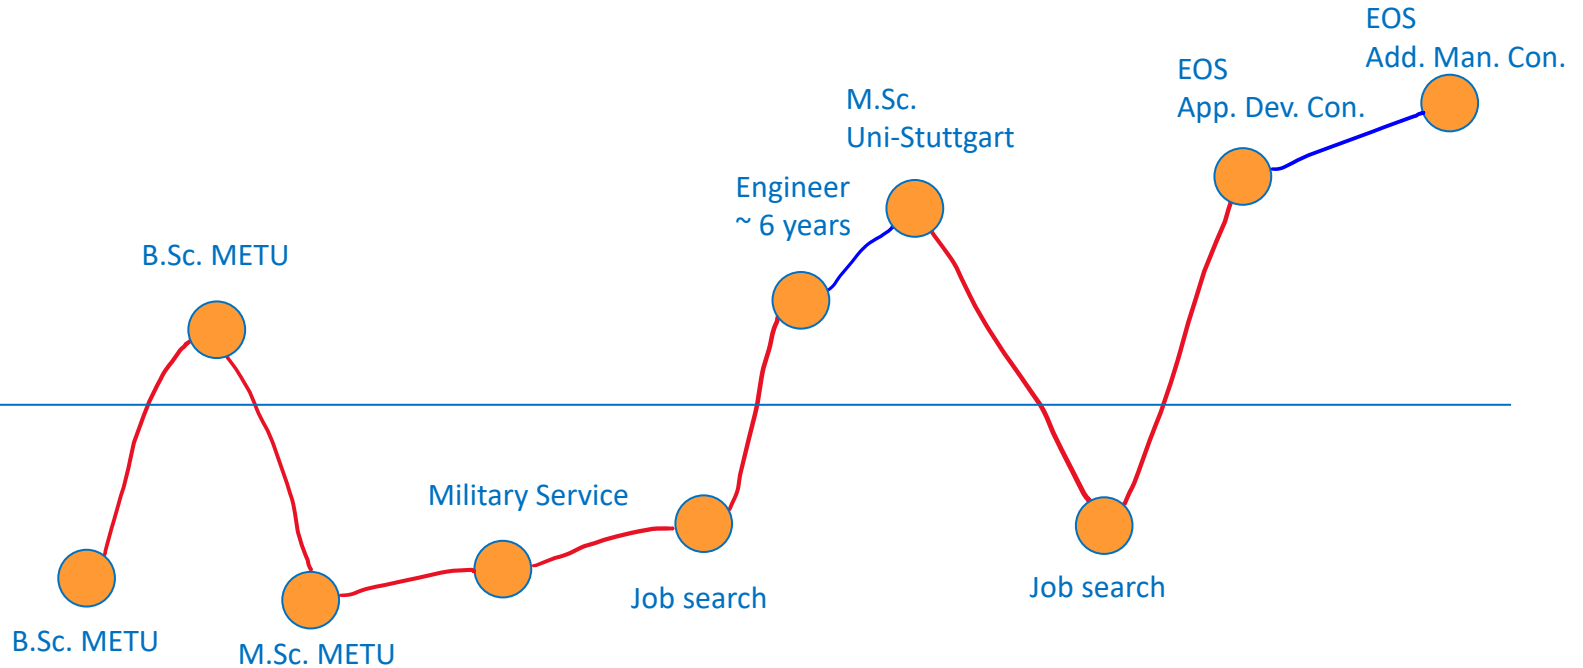 B.Sc. METU
B.Sc. METU
M.Sc. METU
Military Service
Job search
Engineer
~ 6 years
M.Sc.
Uni-Stuttgart
Job search
EOS
App. Dev. Con.
EOS
Add. Man. Con.